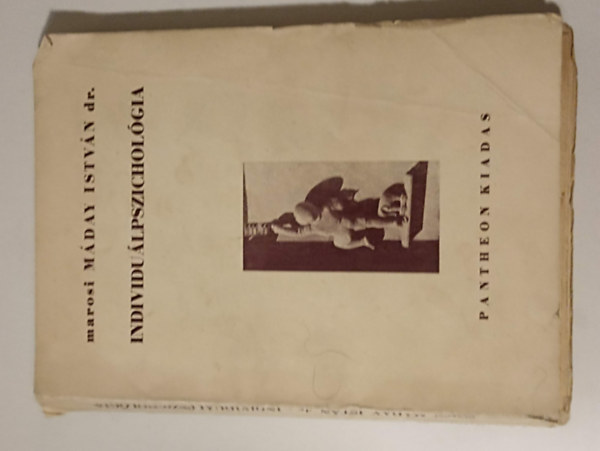 marosi MÁDAY ISTVÁN dr.
INDIVIDUÁLPSZICHOLÓGIA
PANTHEON KIADÁS